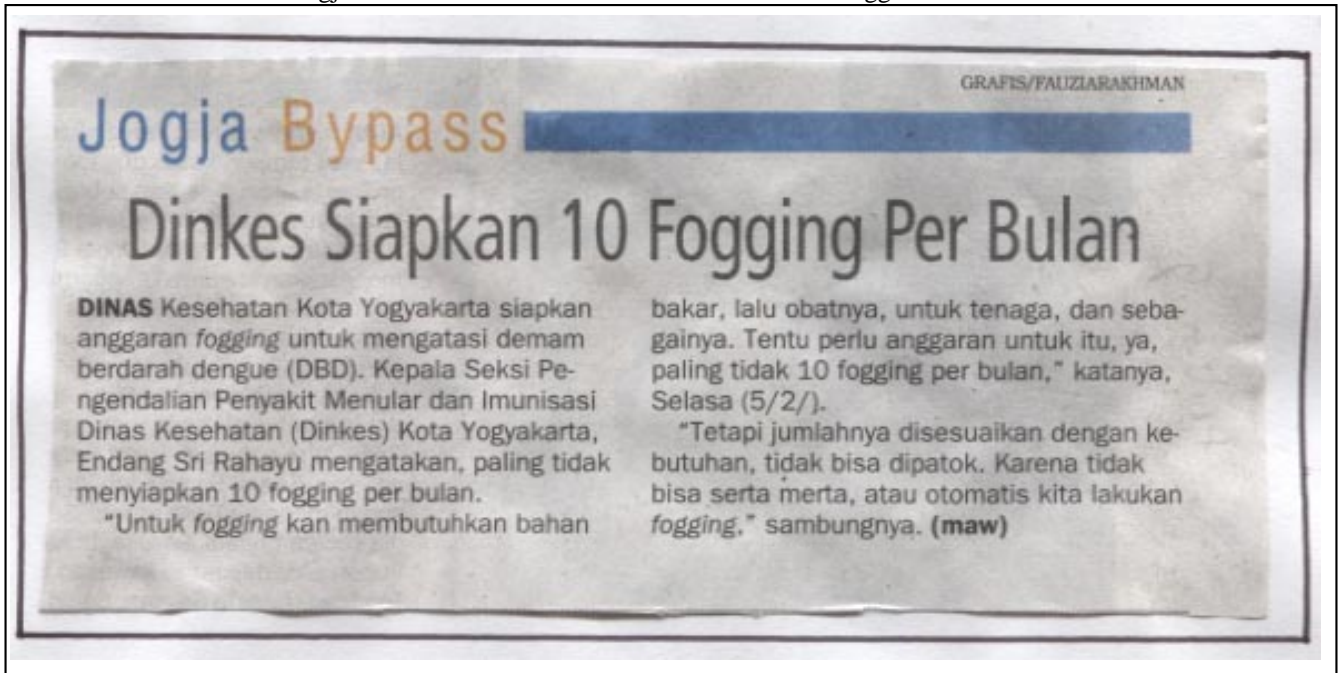 GRAFIS/FAUZIARAKHMAN
Jogja Bypass
Dinkes Siapkan 10 Fogging Per Bulan
DINAS Kesehatan Kota Yogyakarta siapkan
anggaran fogging untuk mengatasi demam
berdarah dengue (DBD). Kepala Seksi Pe-
ngendalian Penyakit Menular dan Imunisasi
Dinas Kesehatan (Dinkes) Kota Yogyakarta,
Endang Sri Rahayu mengatakan, paling tidak
menyiapkan 10 fogging per bulan.
"Untuk fogging kan membutuhkan bahan
bakar, lalu obatnya, untuk tenaga, dan seba-
gainya. Tentu perlu anggaran untuk itu, ya,
paling tidak 10 fogging per bulan," katanya,
Selasa (5/2/).
"Tetapi jumlahnya disesuaikan dengan ke-
butuhan, tidak bisa dipatok. Karena tidak
bisa serta merta, atau otomatis kita lakukan
fogging," sambungnya. (maw)